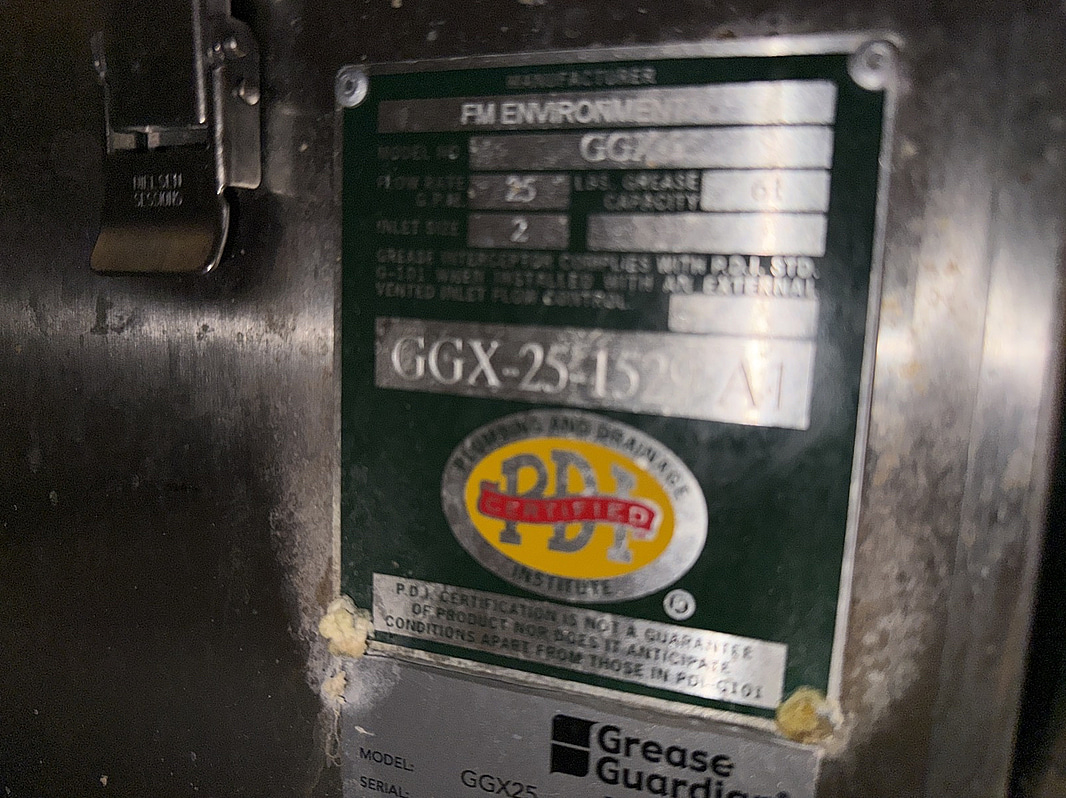 NIELSEN
SESSIONS
MANUFACTURER
FM ENVIRONMENTAL
MODEL NO
FLOW RATE 25 LBS. GREASE 61
G.P.M. CAPACITY
INLET SIZE 2
GREASE INTERCEPTOR COMPLIES WITH P.D.I. STD.
G-101 WHEN INSTALLED WITH AN EXTERNAL
VENTED INLET FLOW CONTROL.
PLUMBING AND DRAINAGE
PDI
CERTIFIED
INSTITUTE
®
P.D.I. CERTIFICATION IS NOT A GUARANTEE
OF PRODUCT NOR DOES IT ANTICIPATE
CONDITIONS APART FROM THOSE IN PDI-G101
Grease
Guardian
MODEL: GGX25
SERIAL: